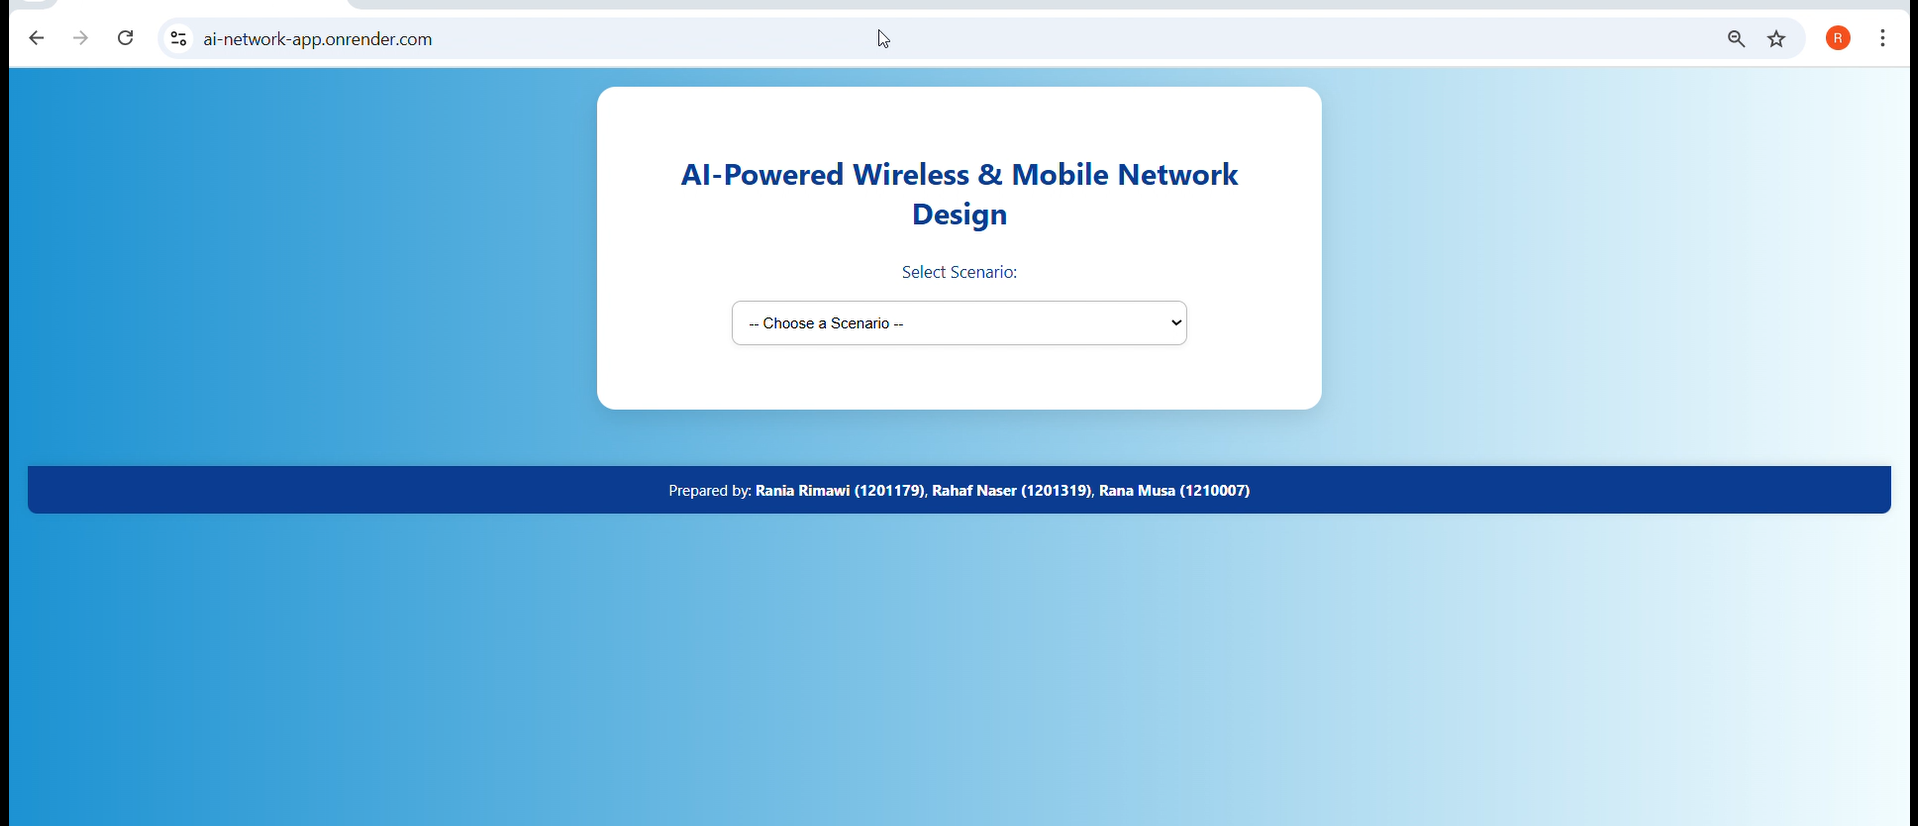 ai-network-app.onrender.com
R
AI-Powered Wireless & Mobile Network
Design
Select Scenario:
-- Choose a Scenario --
Prepared by: Rania Rimawi (1201179), Rahaf Naser (1201319), Rana Musa (1210007)